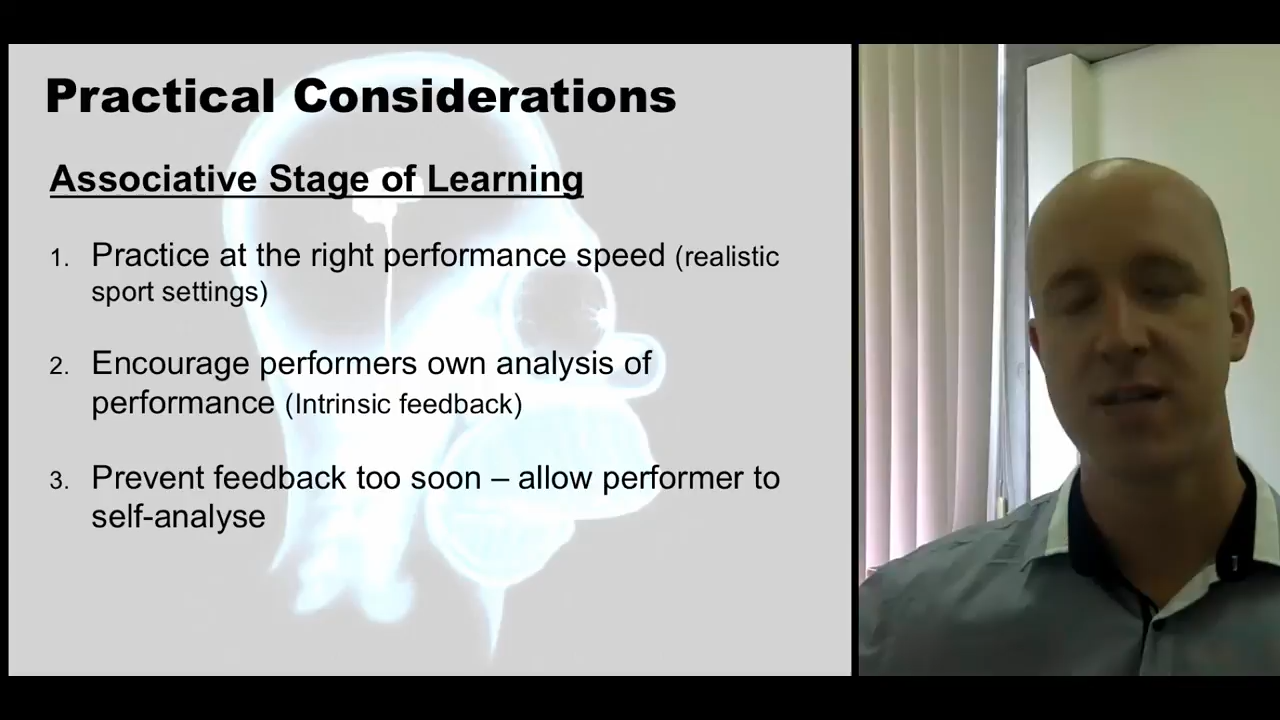 Practical Considerations
Associative Stage of Learning
1. Practice at the right performance speed (realistic
sport settings)
2. Encourage performers own analysis of
performance (Intrinsic feedback)
3. Prevent feedback too soon – allow performer to
self-analyse